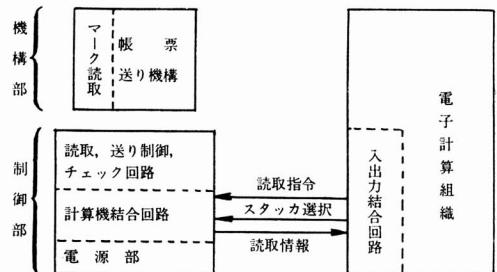 機構部
マーク読取
帳票
送り機構
制御部
読取，送り制御，
チェック回路
計算機結合回路
電源部
読取指令
スタッカ選択
読取情報
入出力結合回路
電子計算組織